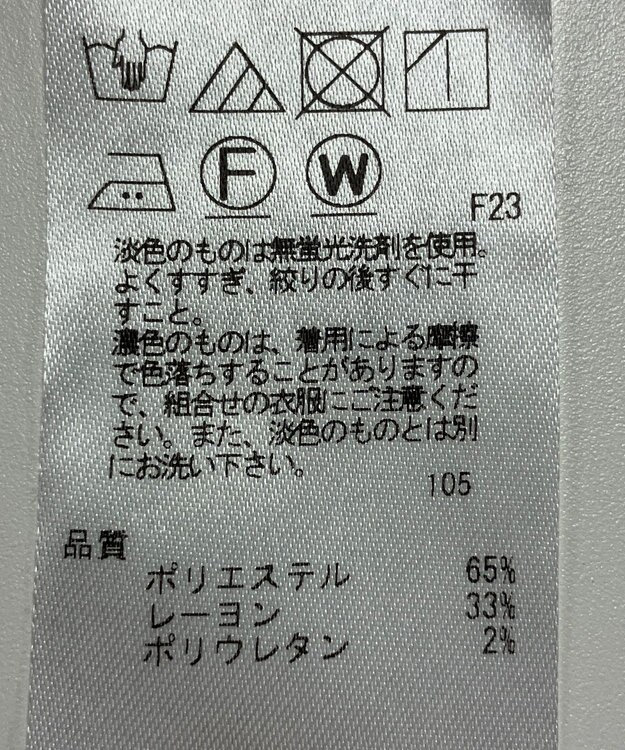 F W
F23
淡色のものは無蛍光洗剤を使用。
よくすすぎ、絞りの後すぐに干
すこと。
濃色のものは、着用による摩擦
で色落ちすることがありますの
で、組合せの衣服にご注意くだ
さい。また、淡色のものとは別
にお洗い下さい。
105
品質
ポリエステル 65%
レーヨン 33%
ポリウレタン 2%